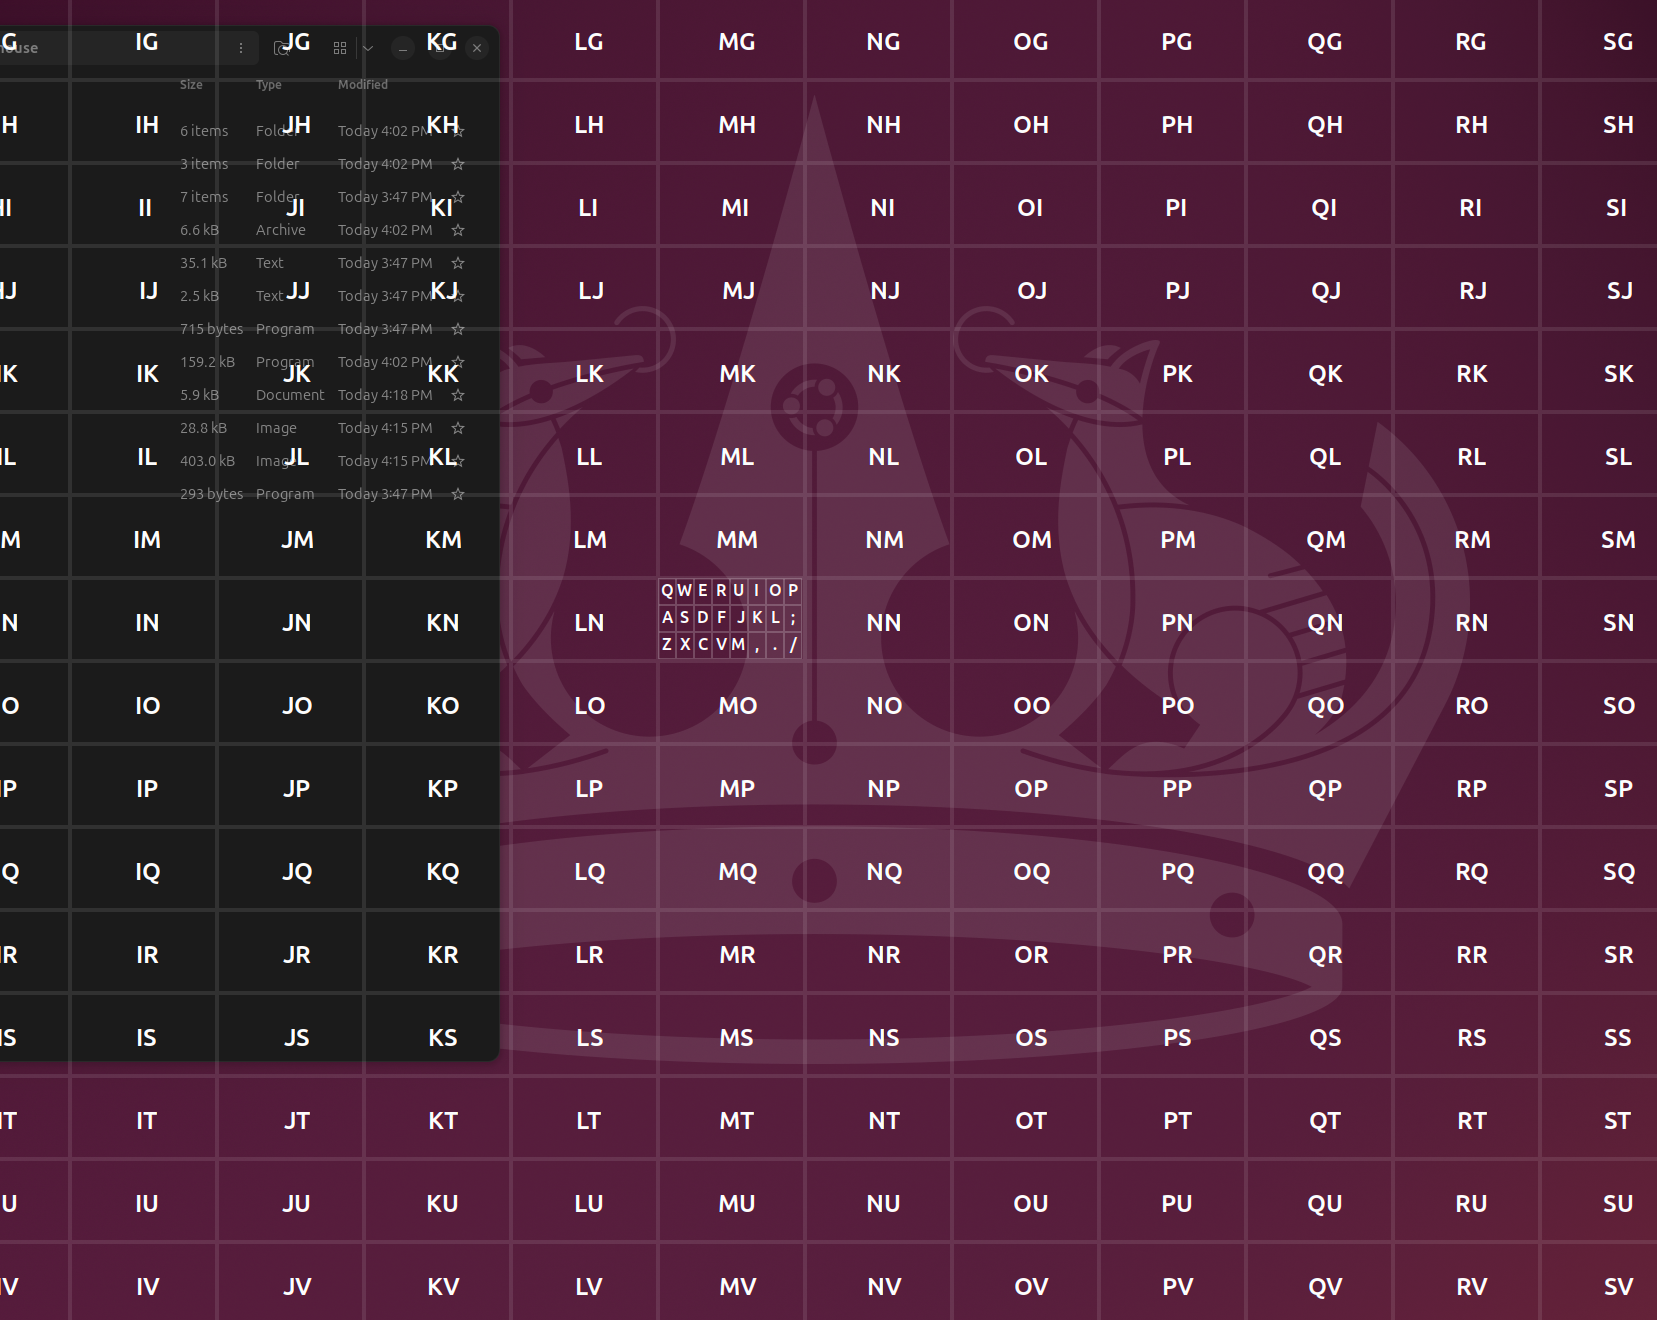 ouse
G IG JG KG LG MG NG OG PG QG RG SG
Size Type Modified
H IH JH KH LH MH NH OH PH QH RH SH
6 items Folder Today 4:02 PM
3 items Folder Today 4:02 PM
7 items Folder Today 3:47 PM
HI II JI KI LI MI NI OI PI QI RI SI
6.6 kB Archive Today 4:02 PM
35.1 kB Text Today 3:47 PM
HJ IJ JJ KJ LJ MJ NJ OJ PJ QJ RJ SJ
2.5 kB Text Today 3:47 PM
715 bytes Program Today 3:47 PM
159.2 kB Program Today 4:02 PM
HK IK JK KK LK MK NK OK PK QK RK SK
5.9 kB Document Today 4:18 PM
28.8 kB Image Today 4:15 PM
HL IL JL KL LL ML NL OL PL QL RL SL
403.0 kB Image Today 4:15 PM
293 bytes Program Today 3:47 PM
M IM JM KM LM MM NM OM PM QM RM SM
Q W E R U I O P
N IN JN KN LN A S D F J K L ; NN ON PN QN RN SN
Z X C V M , . /
O IO JO KO LO MO NO OO PO QO RO SO
P IP JP KP LP MP NP OP PP QP RP SP
Q IQ JQ KQ LQ MQ NQ OQ PQ QQ RQ SQ
HR IR JR KR LR MR NR OR PR QR RR SR
HS IS JS KS LS MS NS OS PS QS RS SS
HT IT JT KT LT MT NT OT PT QT RT ST
U IU JU KU LU MU NU OU PU QU RU SU
HV IV JV KV LV MV NV OV PV QV RV SV